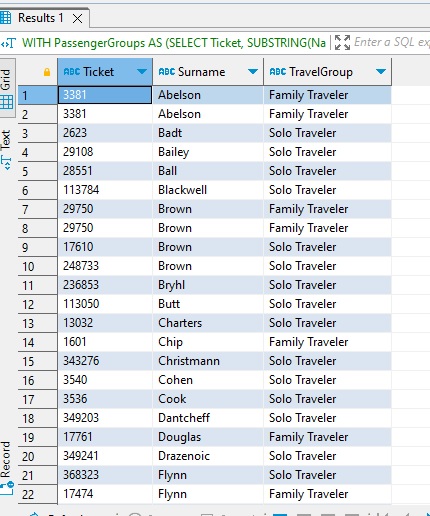 Results 1 ×
WITH PassengerGroups AS (SELECT Ticket, SUBSTRING(Na
Enter a SQL ex
Grid
Text
Record
ABC Ticket ABC Surname ABC TravelGroup
1 3381 Abelson Family Traveler
2 3381 Abelson Family Traveler
3 2623 Badt Solo Traveler
4 29108 Bailey Solo Traveler
5 28551 Ball Solo Traveler
6 113784 Blackwell Solo Traveler
7 29750 Brown Family Traveler
8 29750 Brown Family Traveler
9 17610 Brown Solo Traveler
10 248733 Brown Solo Traveler
11 236853 Bryhl Solo Traveler
12 113050 Butt Solo Traveler
13 13032 Charters Solo Traveler
14 1601 Chip Family Traveler
15 343276 Christmann Solo Traveler
16 3540 Cohen Solo Traveler
17 3536 Cook Solo Traveler
18 349203 Dantcheff Solo Traveler
19 17761 Douglas Family Traveler
20 349241 Drazenoic Solo Traveler
21 368323 Flynn Solo Traveler
22 17474 Flynn Family Traveler